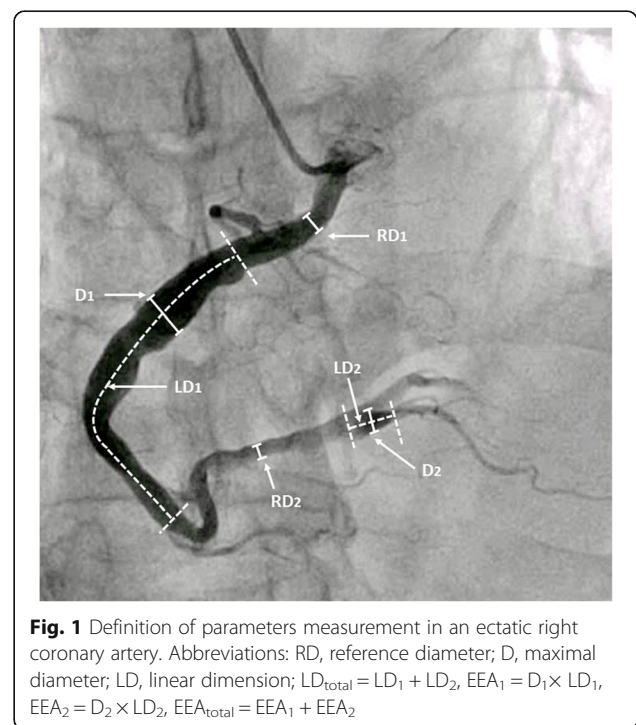 RD1
D1
LD1
LD2
D2
RD2
Fig. 1 Definition of parameters measurement in an ectatic right
coronary artery. Abbreviations: RD, reference diameter; D, maximal
diameter; LD, linear dimension; LDtotal = LD1 + LD2, EEA1 = D1× LD1,
EEA2 = D2 × LD2, EEAtotal = EEA1 + EEA2